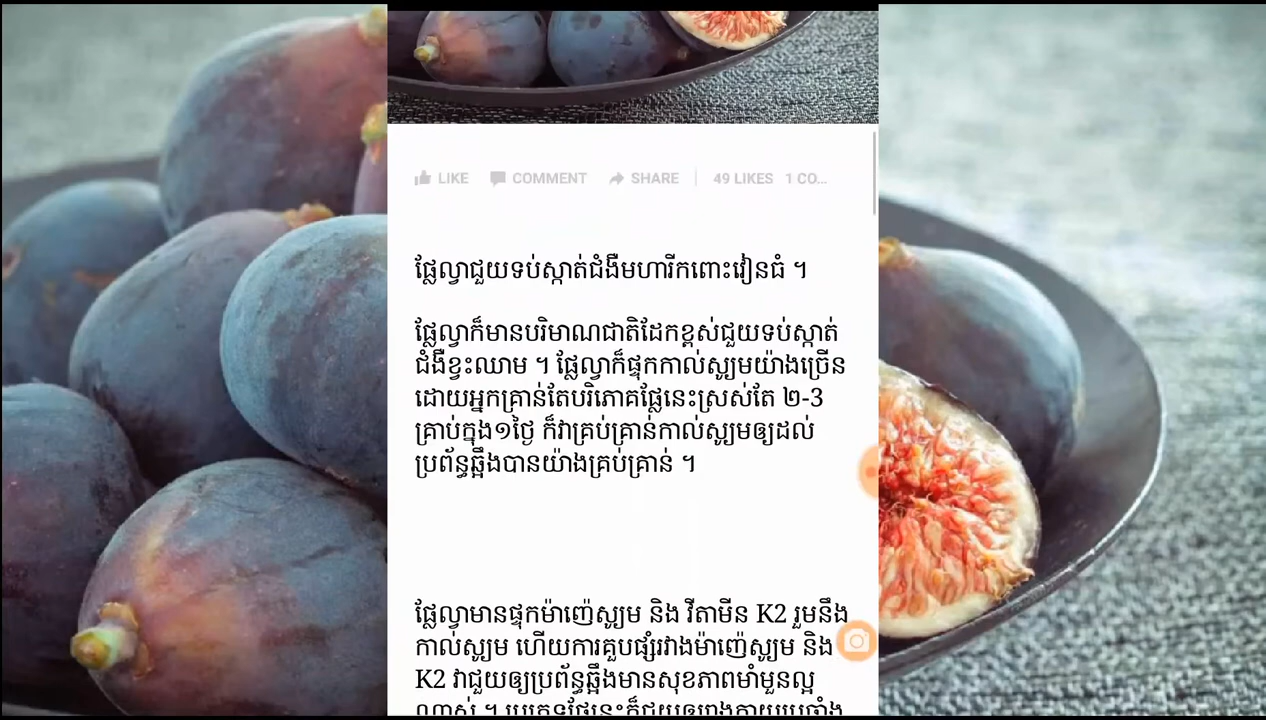 LIKE COMMENT SHARE 49 LIKES 1 CO...
ផ្លែល្វាជួយទប់ស្កាត់ជំងឺមហារីកពោះវៀនធំ ។
ផ្លែល្វាក៏មានបរិមាណជាតិដែកខ្ពស់ជួយទប់ស្កាត់
ជំងឺខ្វះឈាម ។ ផ្លែល្វាក៏ផ្ទុកកាល់ស្យូមយ៉ាងច្រើន
ដោយអ្នកគ្រាន់តែបរិភោគផ្លែនេះស្រស់តែ ២-3
គ្រាប់ក្នុង១ថ្ងៃ ក៏វាគ្រប់គ្រាន់កាល់ស្យូមឲ្យដល់
ប្រព័ន្ធឆ្អឹងបានយ៉ាងគ្រប់គ្រាន់ ។
ផ្លែល្វាមានផ្ទុកម៉ាញ៉េស្យូម និង វីតាមីន K2 រួមនឹង
កាល់ស្យូម ហើយការគួបផ្សំរវាងម៉ាញ៉េស្យូម និង
K2 វាជួយឲ្យប្រព័ន្ធឆ្អឹងមានសុខភាពមាំមួនល្អ
ណាស់ ។